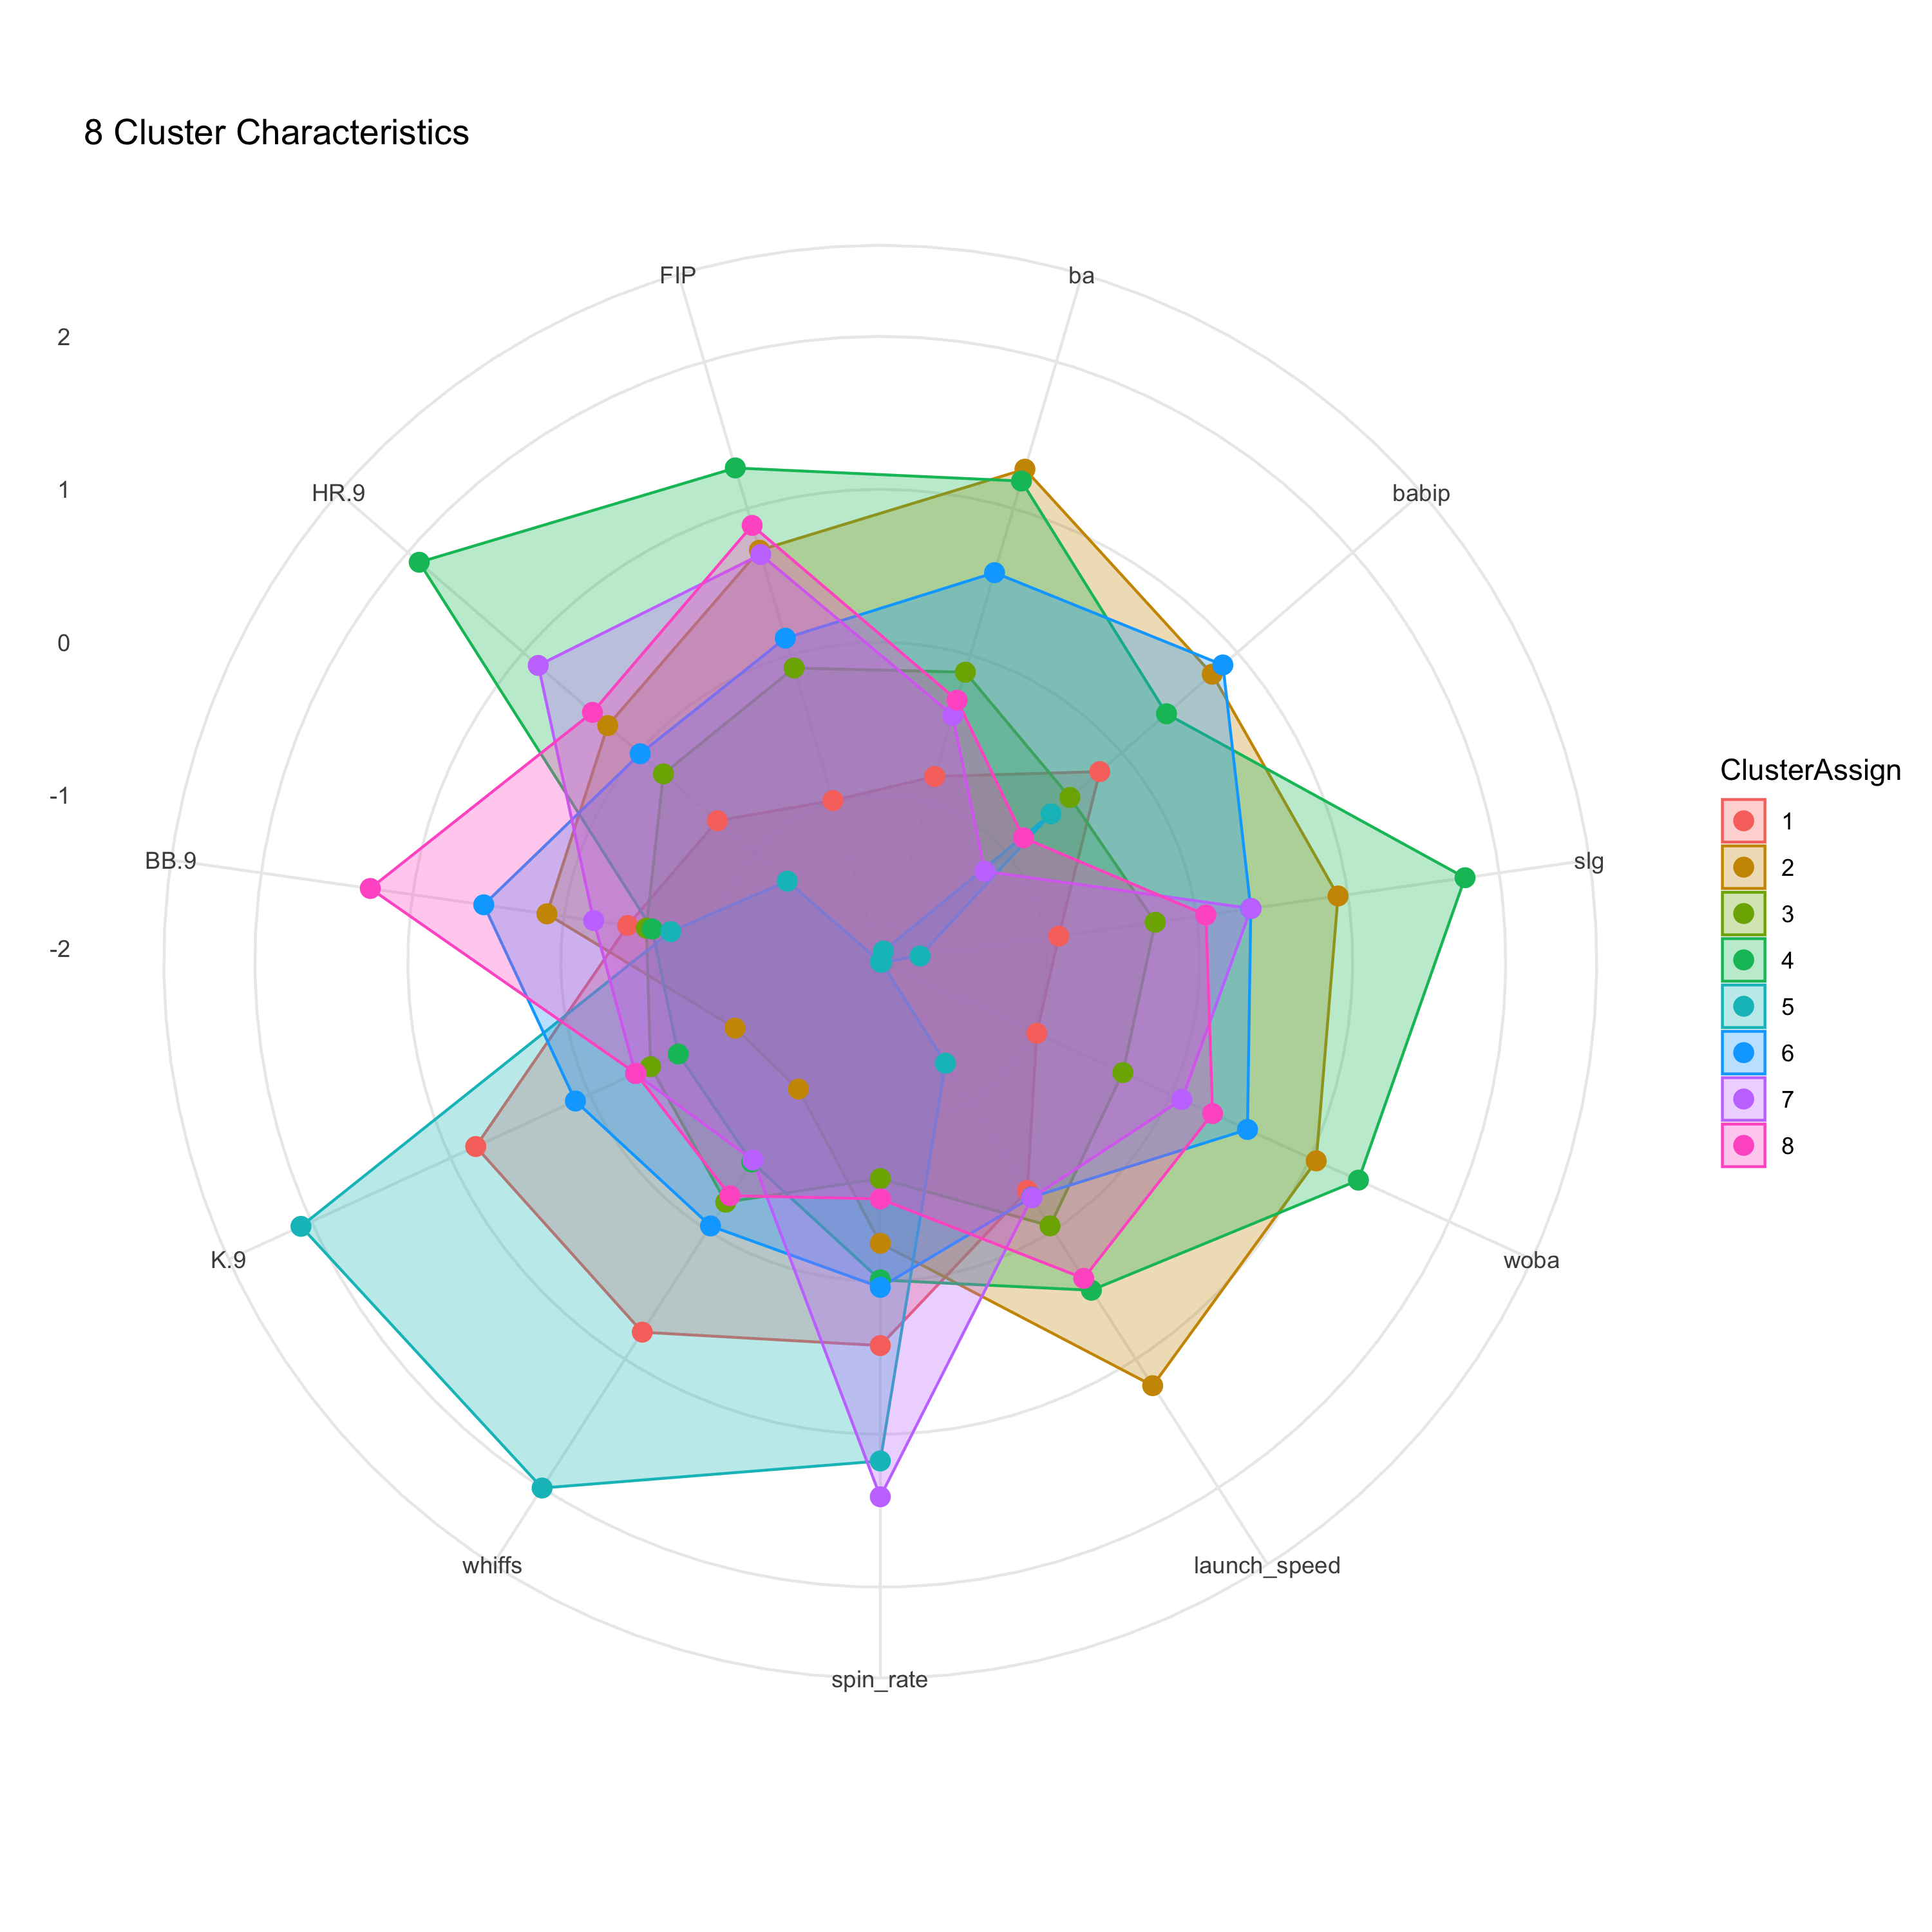 8 Cluster Characteristics
FIP
ba
2
1
HR.9
babip
0
-1
BB.9
slg
-2
K.9
woba
whiffs
launch_speed
spin_rate
ClusterAssign
1
2
3
4
5
6
7
8